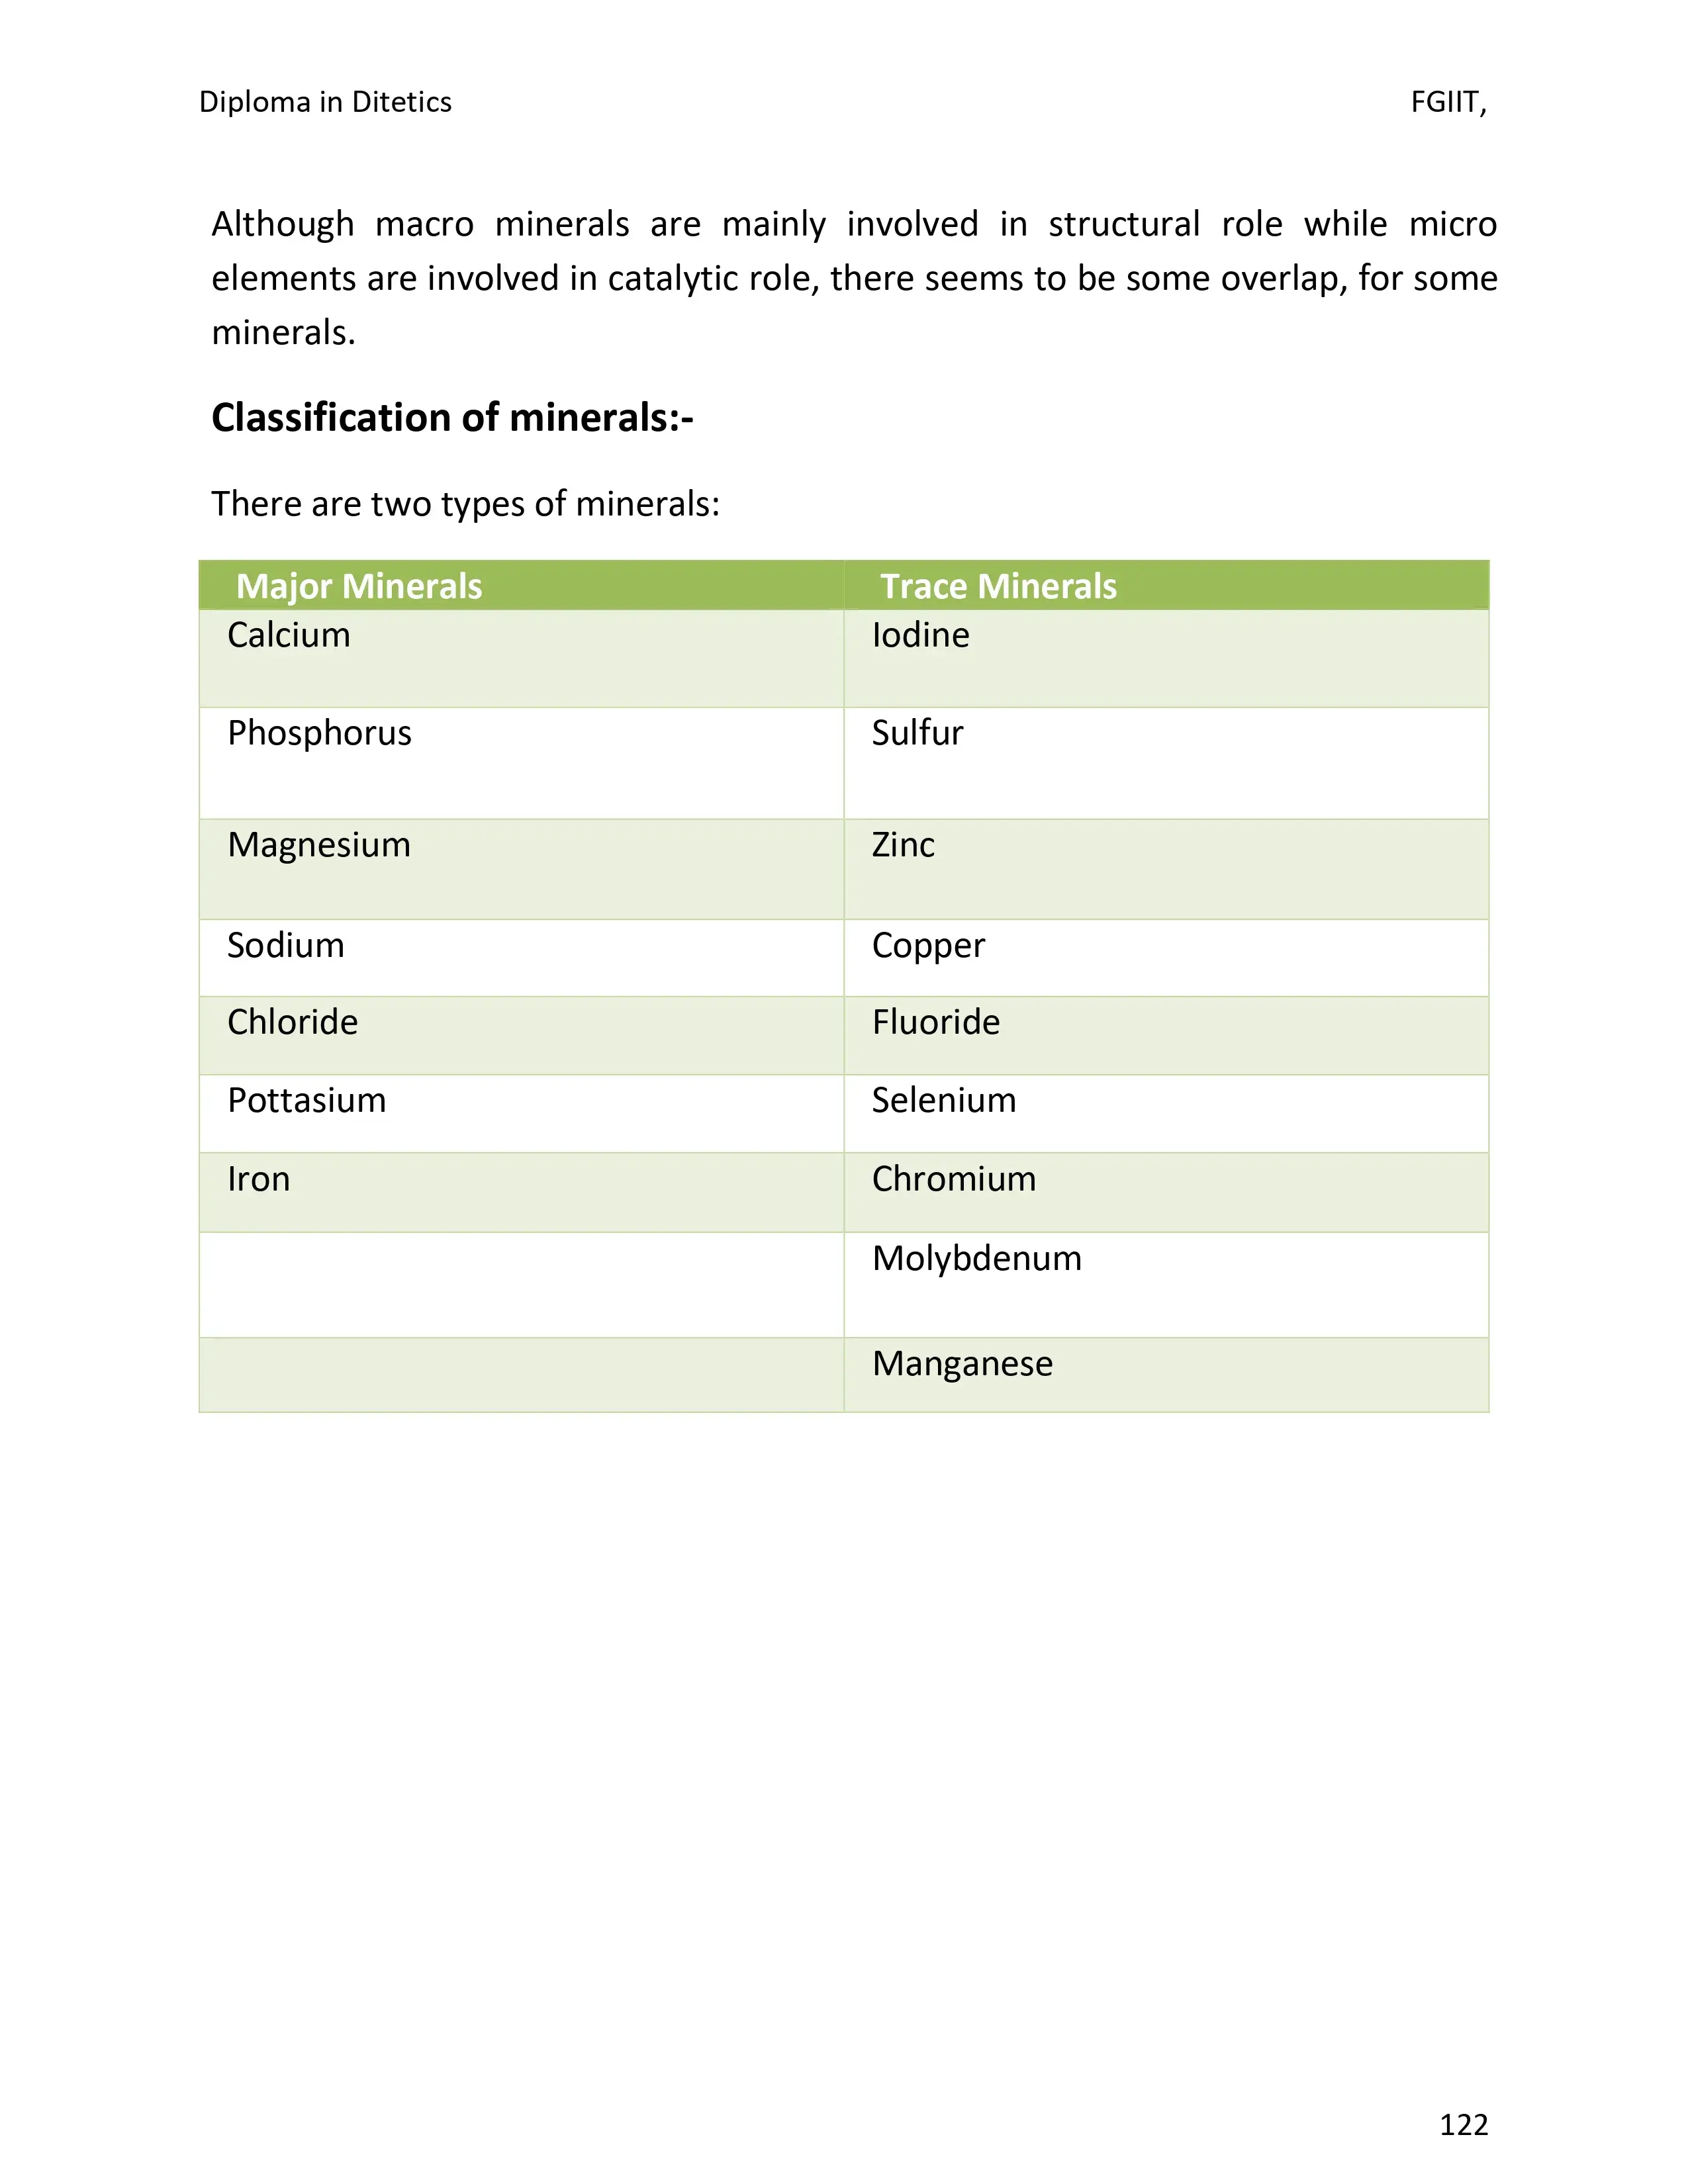 Diploma in Ditetics FGIIT,
Although macro minerals are mainly involved in structural role while micro
elements are involved in catalytic role, there seems to be some overlap, for some
minerals.
Classification of minerals:-
There are two types of minerals:
Major Minerals Trace Minerals
Calcium Iodine
Phosphorus Sulfur
Magnesium Zinc
Sodium Copper
Chloride Fluoride
Pottasium Selenium
Iron Chromium
Molybdenum
Manganese
122